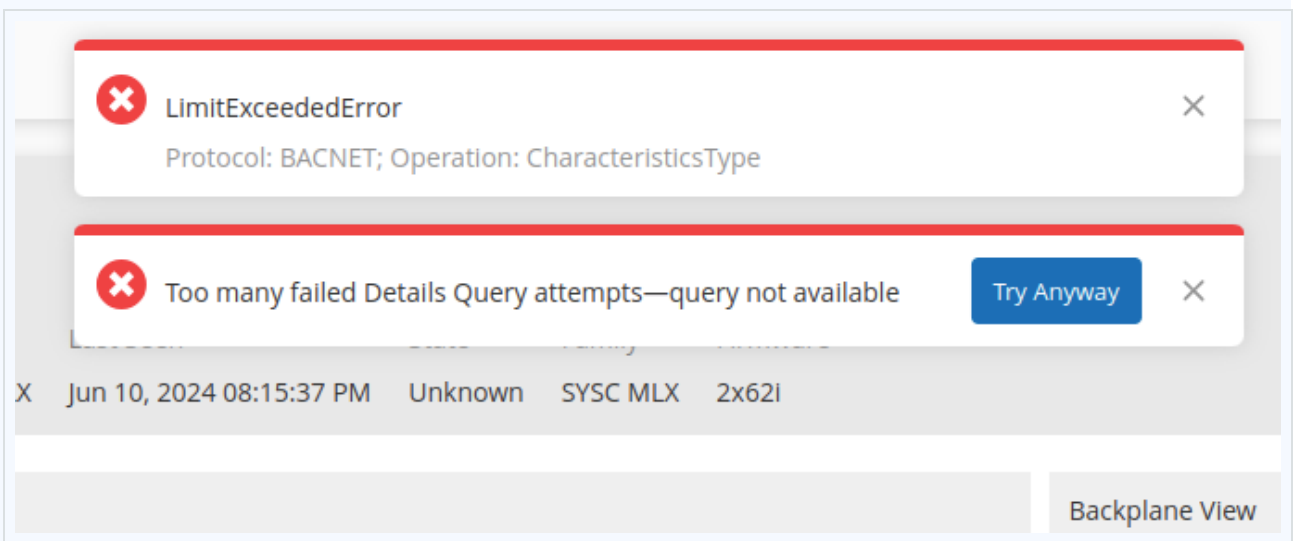 LimitExceededError
Protocol: BACNET; Operation: CharacteristicsType
Too many failed Details Query attempts—query not available Try Anyway
X Jun 10, 2024 08:15:37 PM Unknown SYSC MLX 2x62i
Backplane View